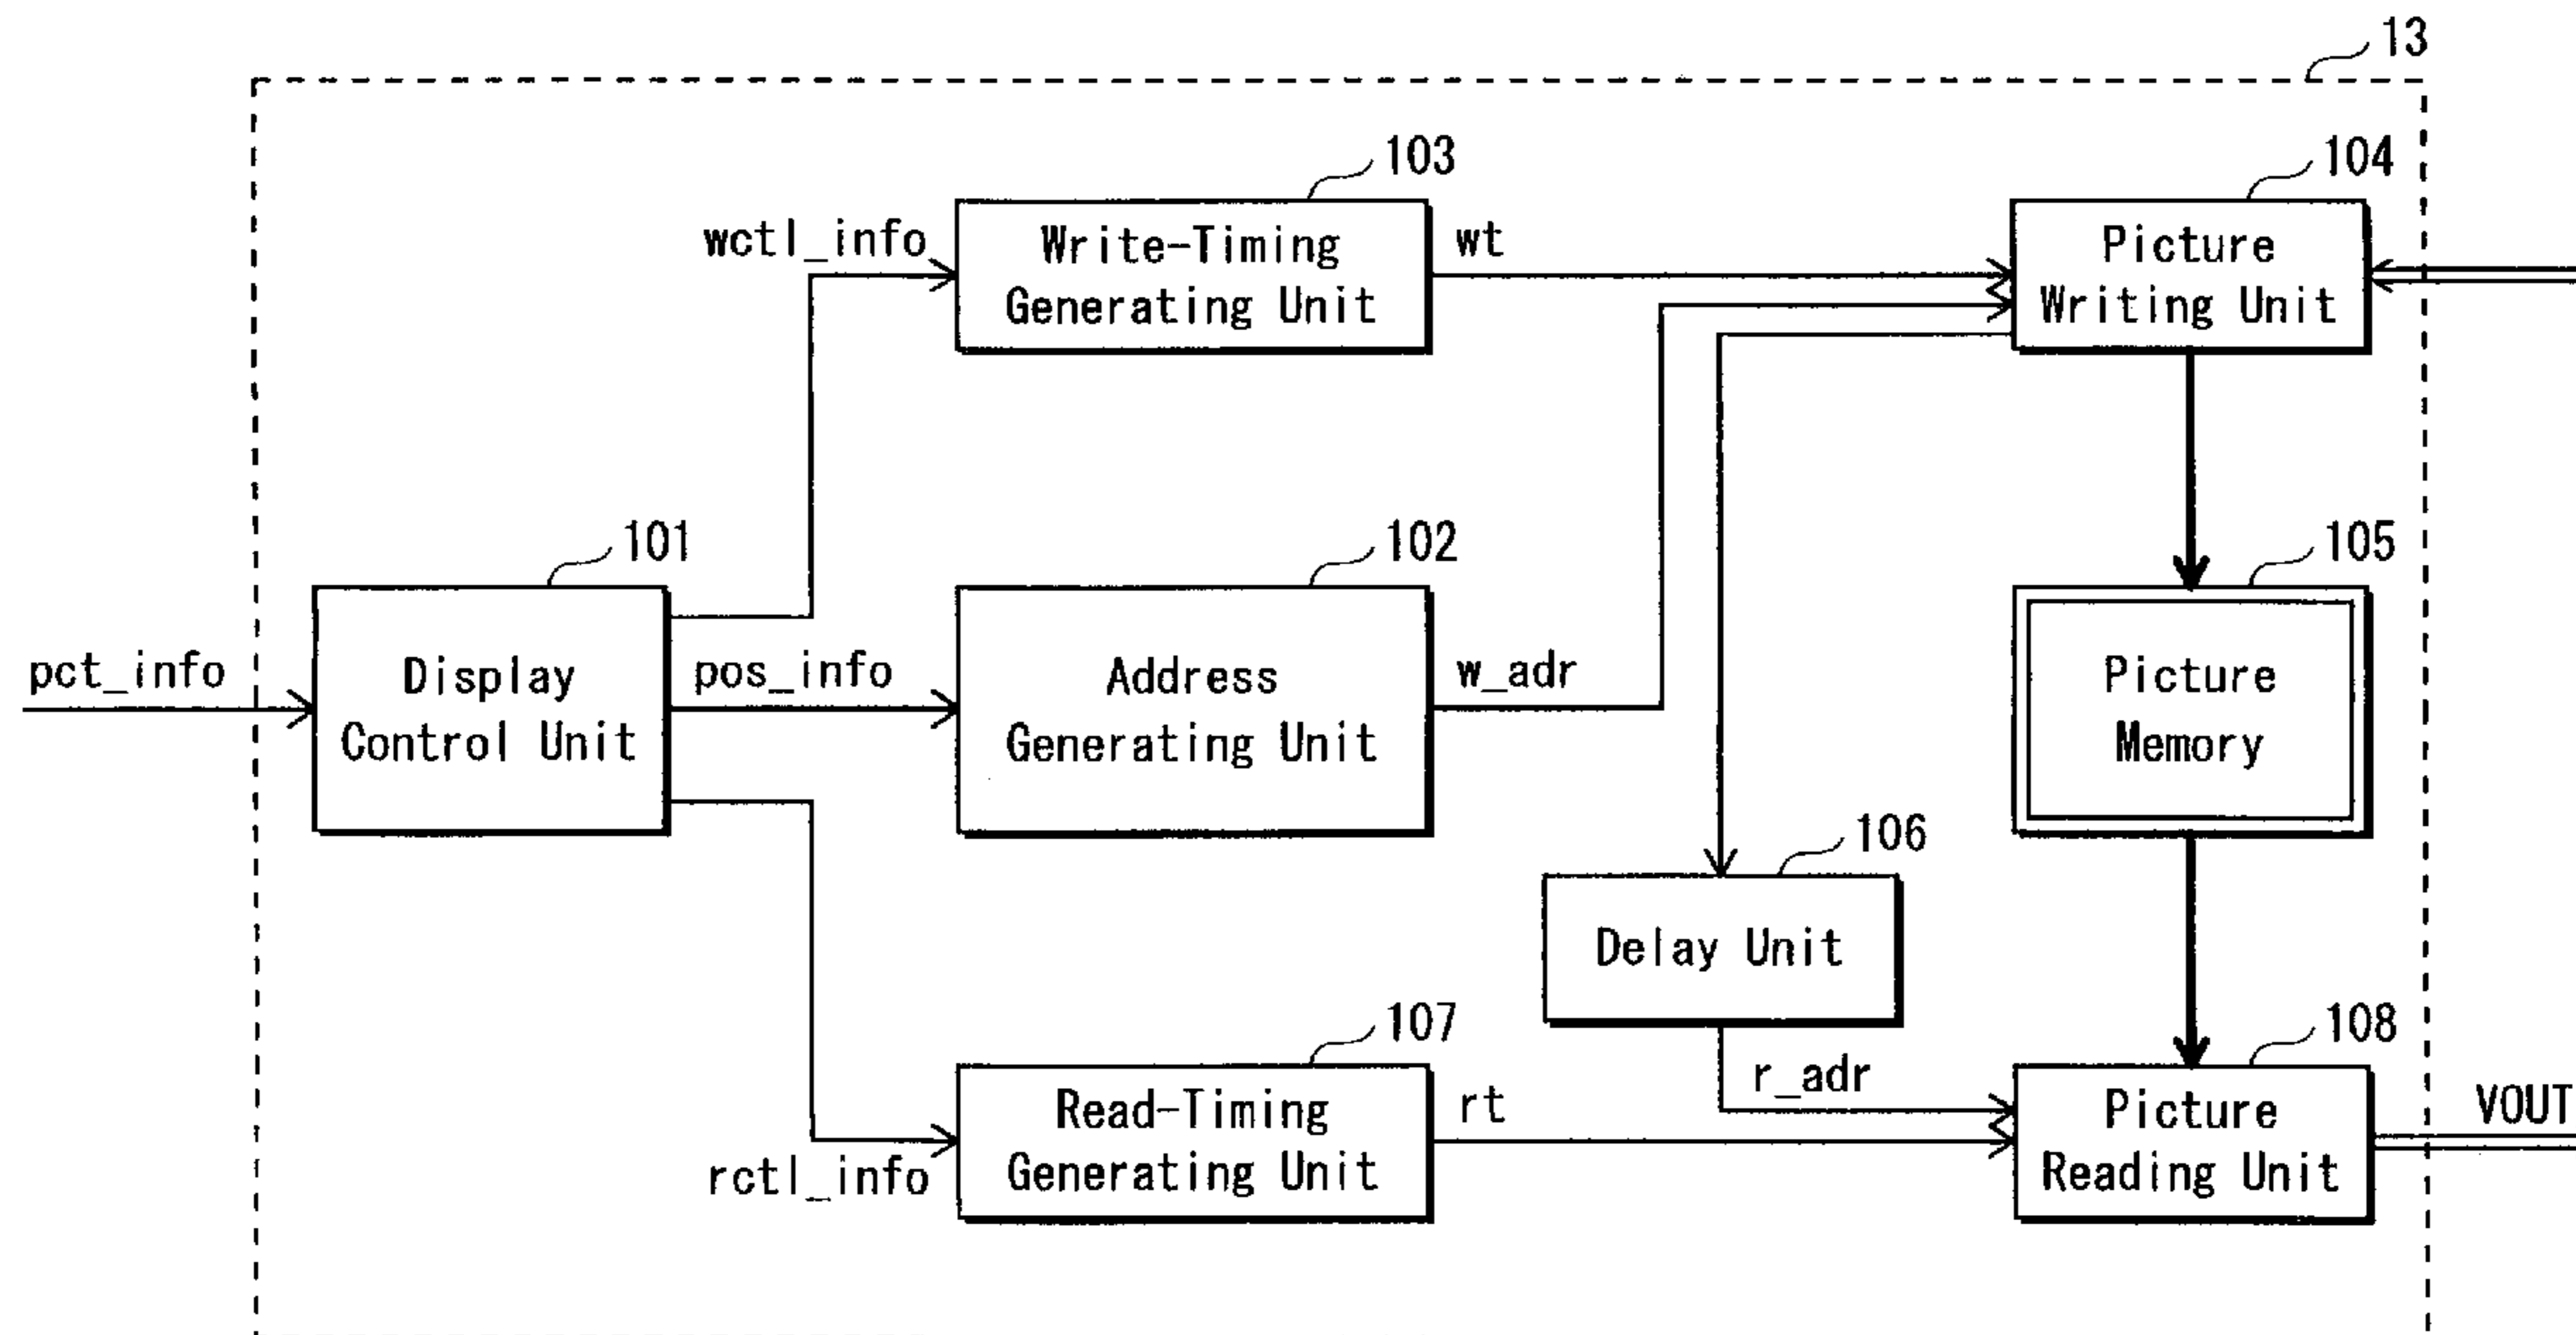 13
103
104
wctl_info
Write-Timing
Generating Unit
wt
Picture
Writing Unit
101
102
105
pct_info
Display
Control Unit
pos_info
Address
Generating Unit
w_adr
Picture
Memory
106
Delay Unit
107
108
rctl_info
Read-Timing
Generating Unit
rt
r_adr
Picture
Reading Unit
VOUT